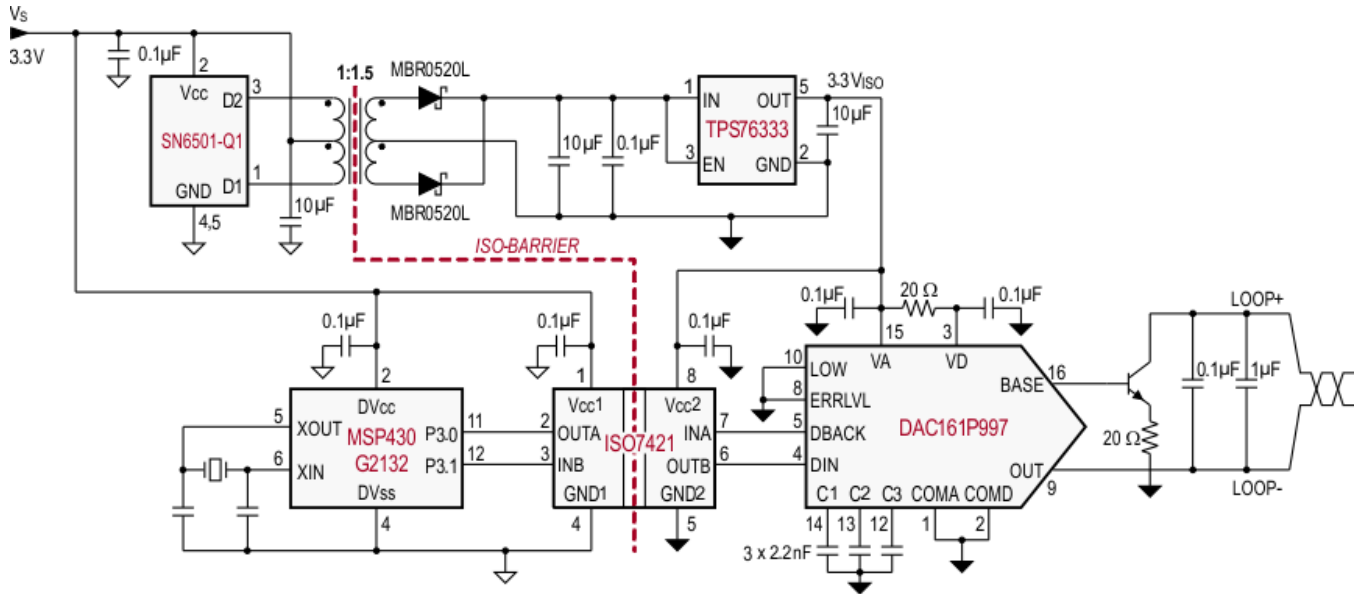 VS
3.3V
0.1µF
2
Vcc
D2
3
SN6501-Q1
GND
D1
1
4,5
10µF
1:1.5
MBR0520L
MBR0520L
10µF
0.1µF
1
IN
OUT
5
TPS76333
3
EN
GND
2
3.3VISO
10µF
ISO-BARRIER
0.1µF
2
DVcc
5
XOUT
P3.0
11
MSP430
G2132
6
XIN
P3.1
12
DVss
4
0.1µF
1
Vcc1
2
OUTA
3
INB
GND1
4
ISO7421
0.1µF
8
Vcc2
INA
7
OUTB
6
GND2
5
0.1µF
20 Ω
0.1µF
15
3
VA
VD
10
LOW
8
ERRLVL
5
DBACK
4
DIN
DAC161P997
BASE
16
OUT
9
C1
C2
C3
COMA
COMD
14
13
12
1
2
3 x 2.2nF
20 Ω
0.1µF
1µF
LOOP+
LOOP-